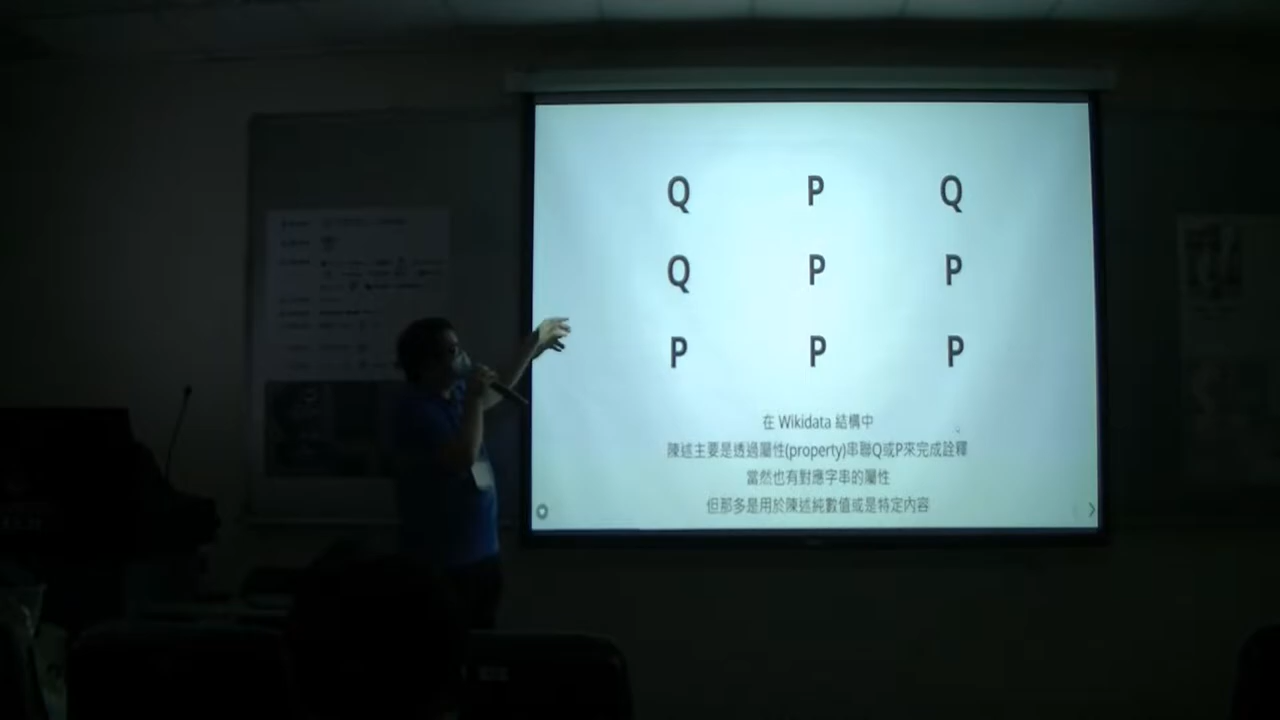 Q P Q
Q P P
P P P
在 Wikidata 結構中
陳述主要是透過屬性(property)串聯Q或P來完成詮釋
當然也有對應字串的屬性
但那多是用於陳述純數值或是特定內容